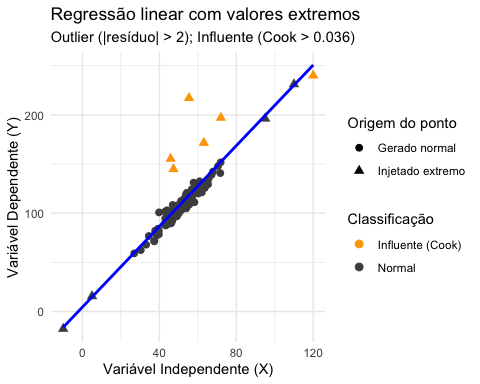 Regressão linear com valores extremos
Outlier (|resíduo| > 2); Influente (Cook > 0.036)
Variável Dependente (Y)
200
100
0
0
40
80
120
Variável Independente (X)
Origem do ponto
Gerado normal
Injetado extremo
Classificação
Influente (Cook)
Normal